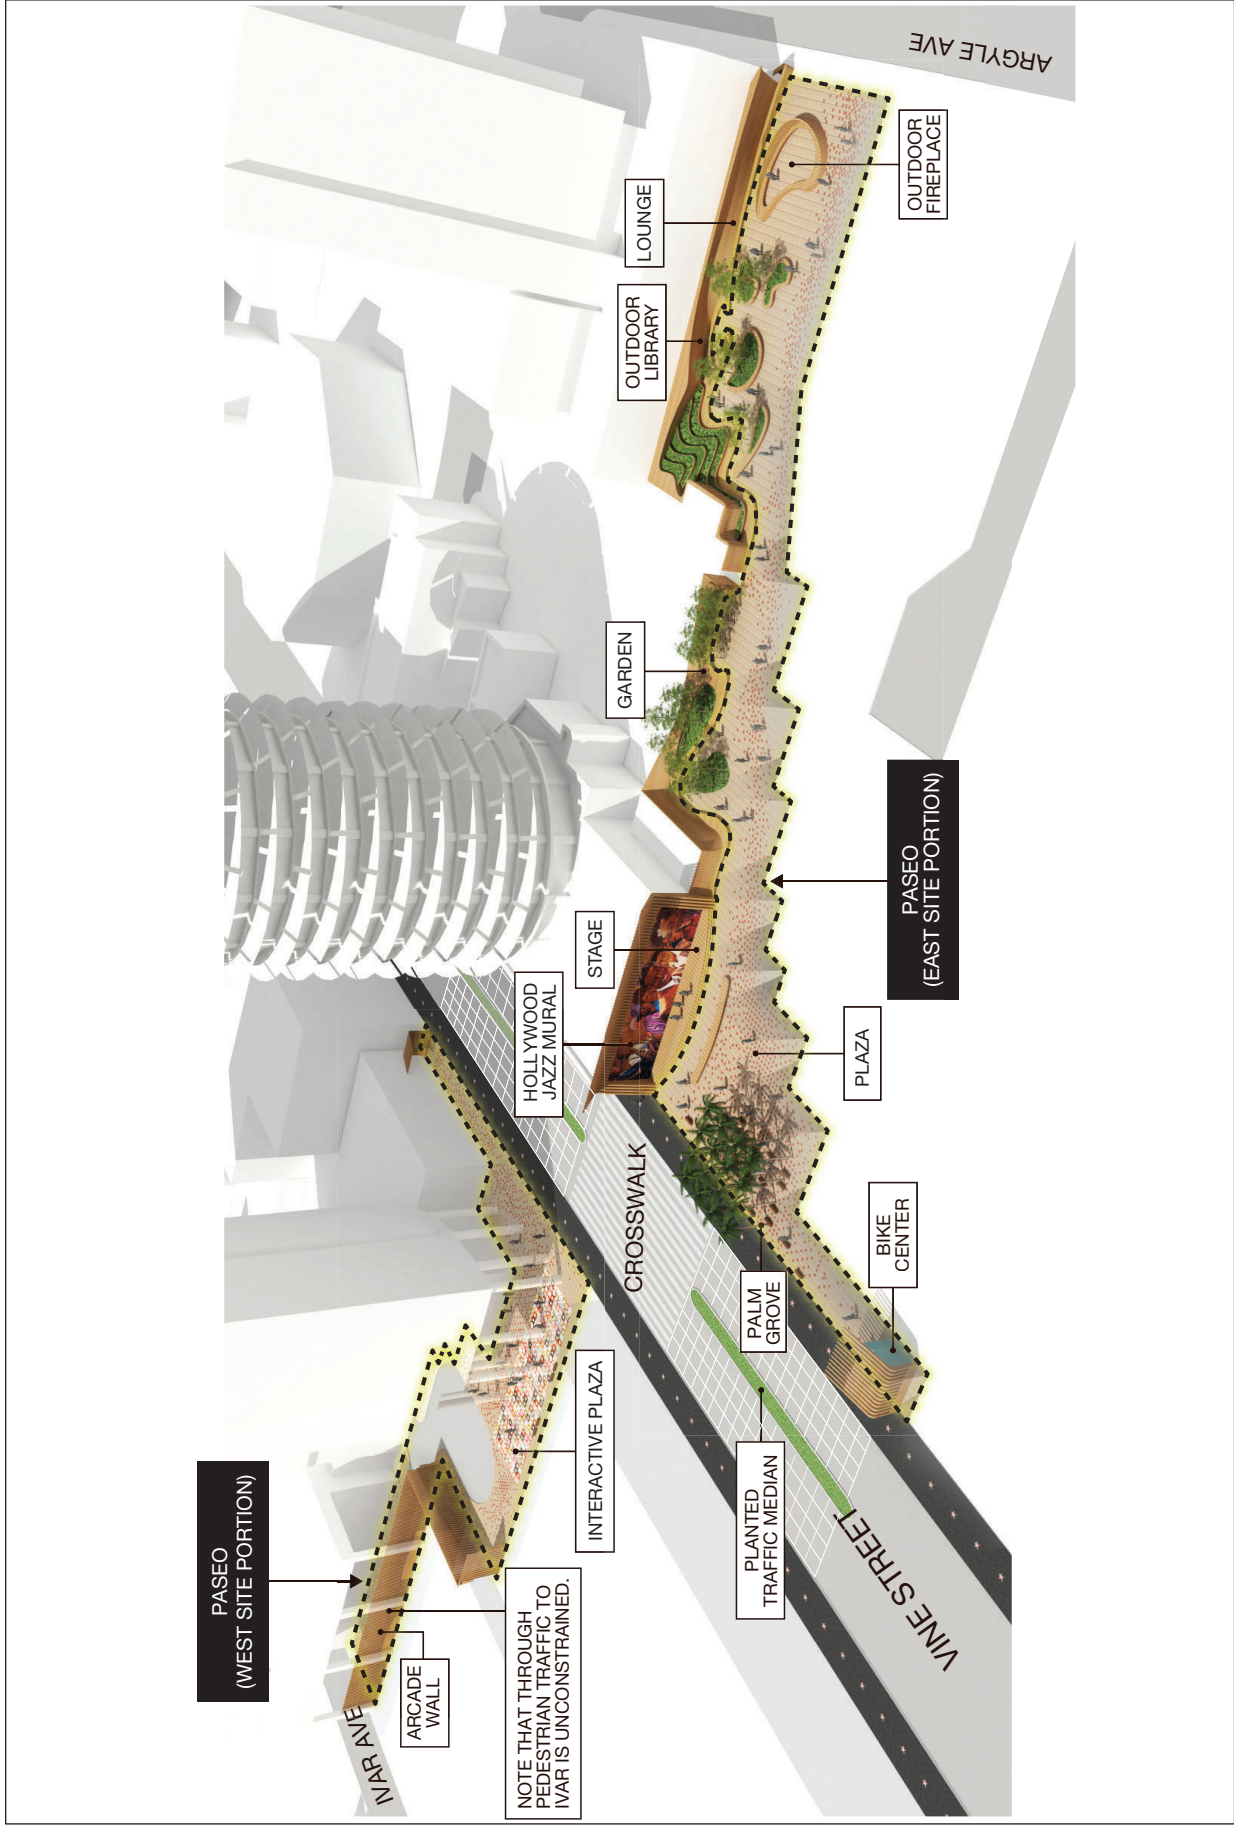 PASEO
(WEST SITE PORTION)
IVAR AVE
ARCADE
WALL
NOTE THAT THROUGH
PEDESTRIAN TRAFFIC TO
IVAR IS UNCONSTRAINED.
INTERACTIVE PLAZA
HOLLYWOOD
JAZZ MURAL
STAGE
CROSSWALK
GARDEN
OUTDOOR
LIBRARY
LOUNGE
PLANTED
TRAFFIC MEDIAN
PALM
GROVE
VINE STREET
BIKE
CENTER
PLAZA
PASEO
(EAST SITE PORTION)
OUTDOOR
FIREPLACE
ARGYLE AVE